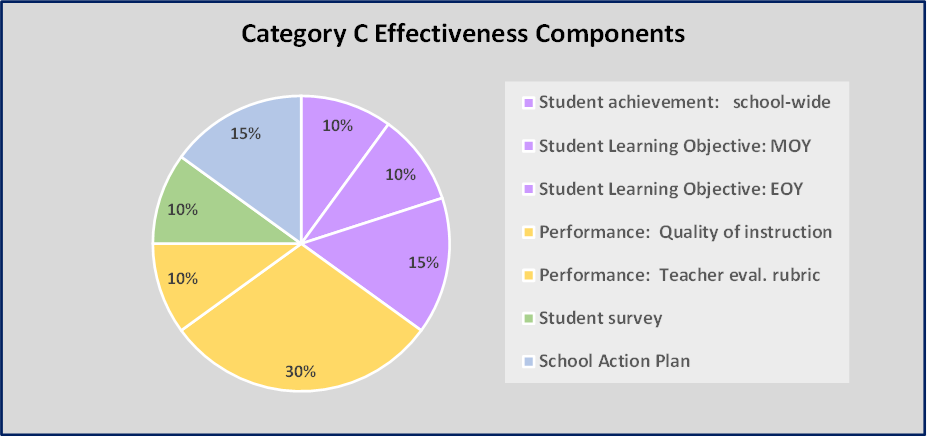 Category C Effectiveness Components
10%
10%
15%
30%
10%
10%
15%
Student achievement:   school-wide
Student Learning Objective: MOY
Student Learning Objective: EOY
Performance:  Quality of instruction
Performance:  Teacher eval. rubric
Student survey
School Action Plan